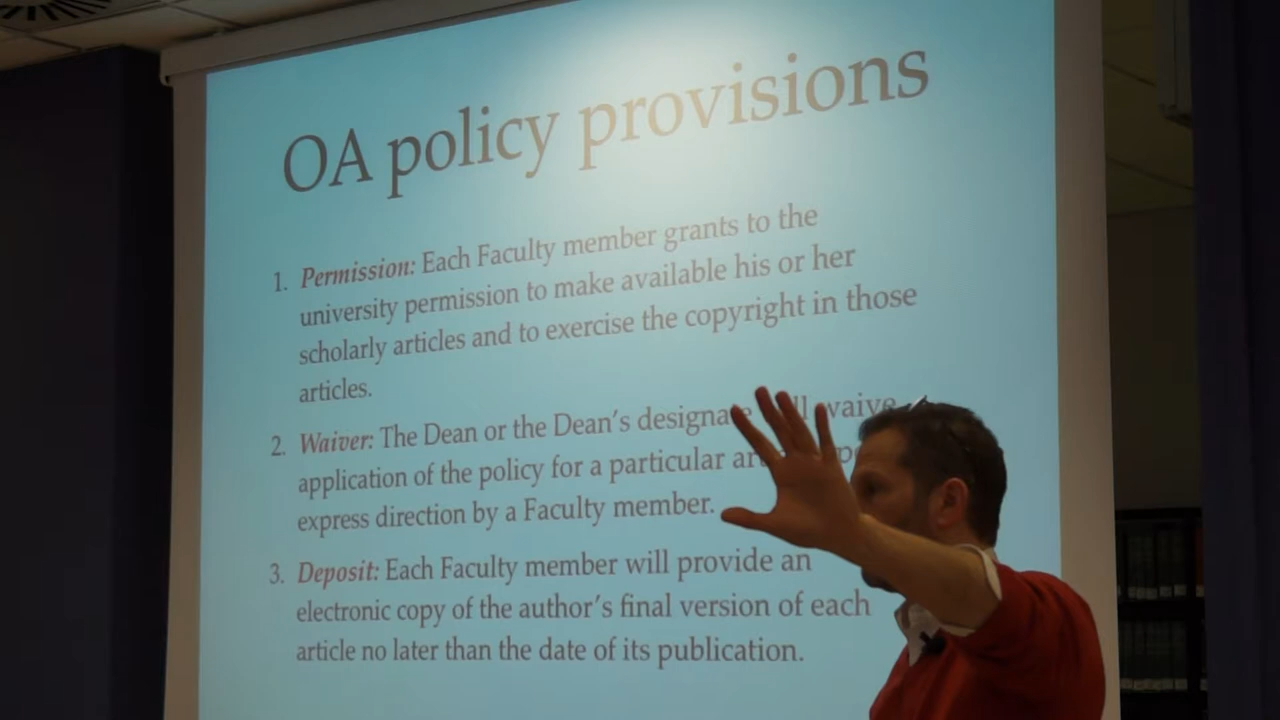 OA policy provisions
1. Permission: Each Faculty member grants to the
university permission to make available his or her
scholarly articles and to exercise the copyright in those
articles.
2. Waiver: The Dean or the Dean's designate will waive
application of the policy for a particular
express direction by a Faculty member.
3. Deposit: Each Faculty member will provide an
electronic copy of the author's final version of each
article no later than the date of its publication.